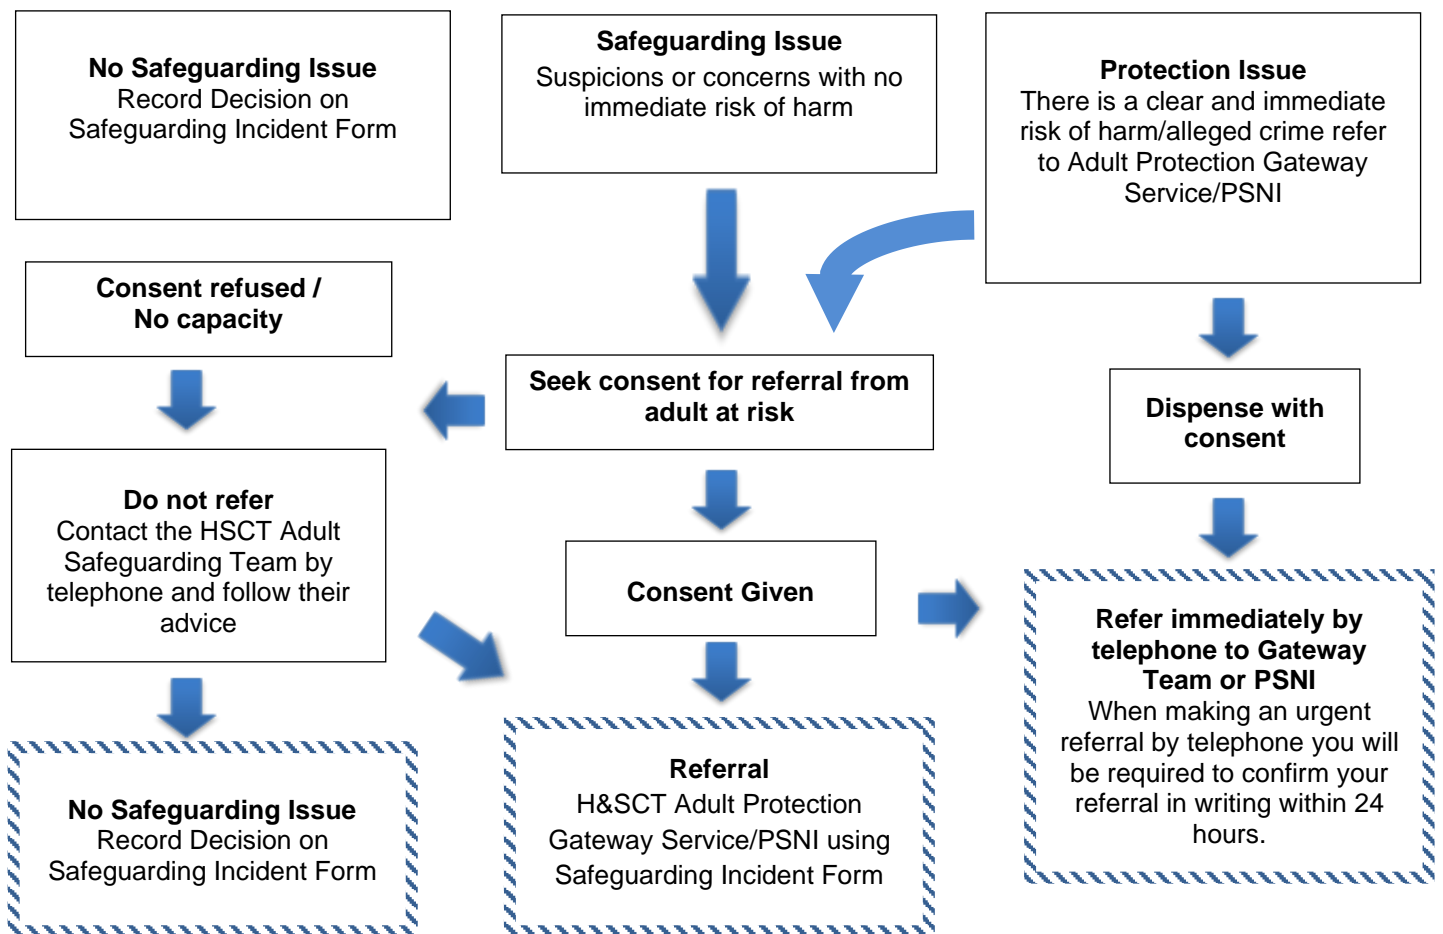 No Safeguarding Issue
Record Decision on
Safeguarding Incident Form
Safeguarding Issue
Suspicions or concerns with no
immediate risk of harm
Protection Issue
There is a clear and immediate
risk of harm/alleged crime refer
to Adult Protection Gateway
Service/PSNI
Consent refused /
No capacity
Seek consent for referral from
adult at risk
Dispense with
consent
Do not refer
Contact the HSCT Adult
Safeguarding Team by
telephone and follow their
advice
Consent Given
Refer immediately by
telephone to Gateway
Team or PSNI
When making an urgent
referral by telephone you will
be required to confirm your
referral in writing within 24
hours.
No Safeguarding Issue
Record Decision on
Safeguarding Incident Form
Referral
H&SCT Adult Protection
Gateway Service/PSNI using
Safeguarding Incident Form